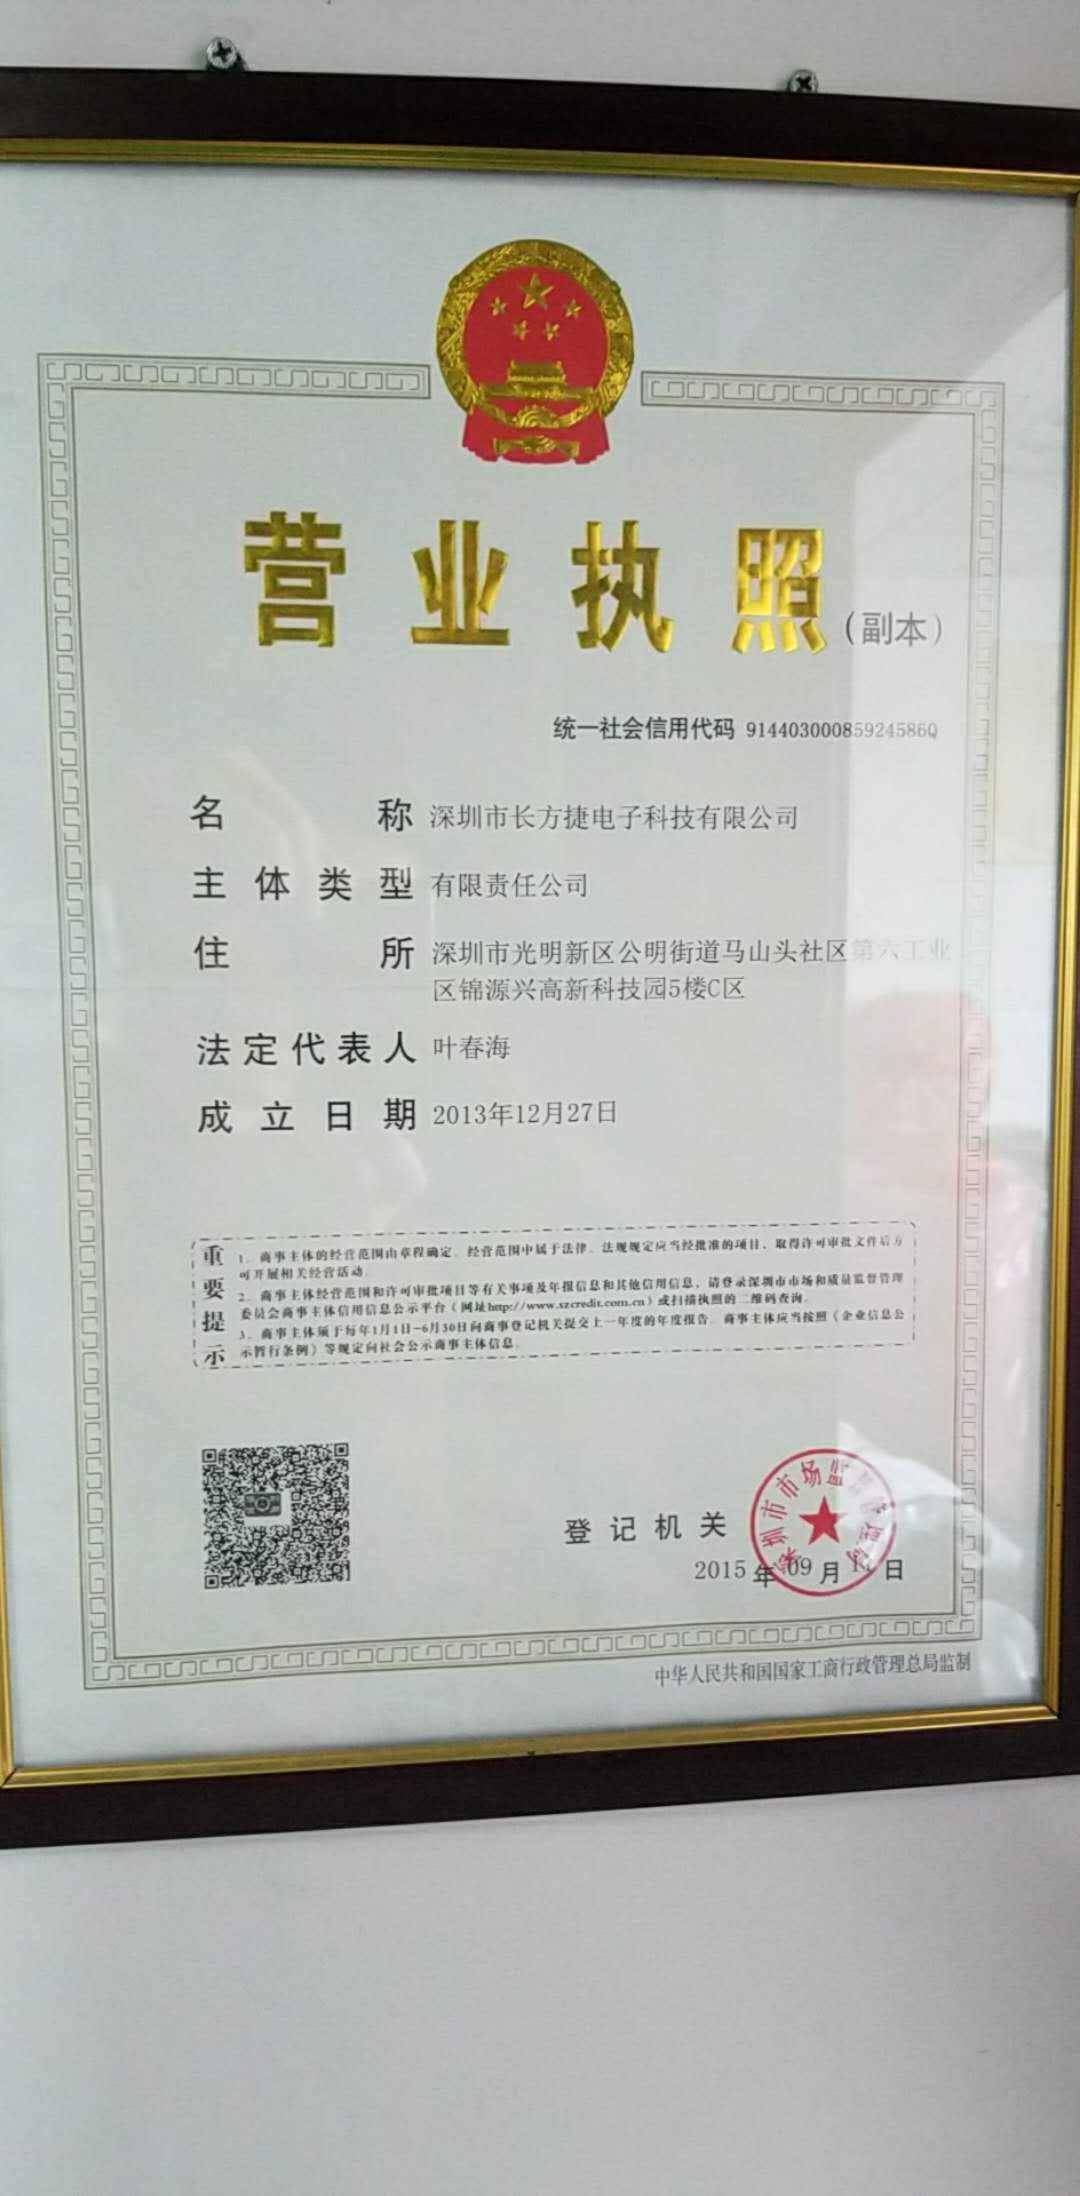 营业执照（副本）
统一社会信用代码 91440300085924586Q
名称 深圳市长方捷电子科技有限公司
主体类型 有限责任公司
住所 深圳市光明新区公明街道马山头社区第六工业
区锦源兴高新科技园5楼C区
法定代表人 叶春海
成立日期 2013年12月27日
重要提示
1、商事主体的经营范围由章程确定。经营范围中属于法律、法规规定应当经批准的项目，取得许可审批文件后方
可开展相关经营活动。
2、商事主体经营范围和许可审批项目等有关事项及年报信息和其他信用信息，请登录深圳市市场和质量监督管理
委员会商事主体信用信息公示平台（网址http://www.szcredit.com.cn）或扫描执照的二维码查询。
3、商事主体须于每年1月1日-6月30日向商事登记机关提交上一年度的年度报告。商事主体应当按照《企业信息公
示暂行条例》等规定向社会公示商事主体信息。
深圳市市场监督管理局
登记机关
2015年09月 日
中华人民共和国国家工商行政管理总局监制